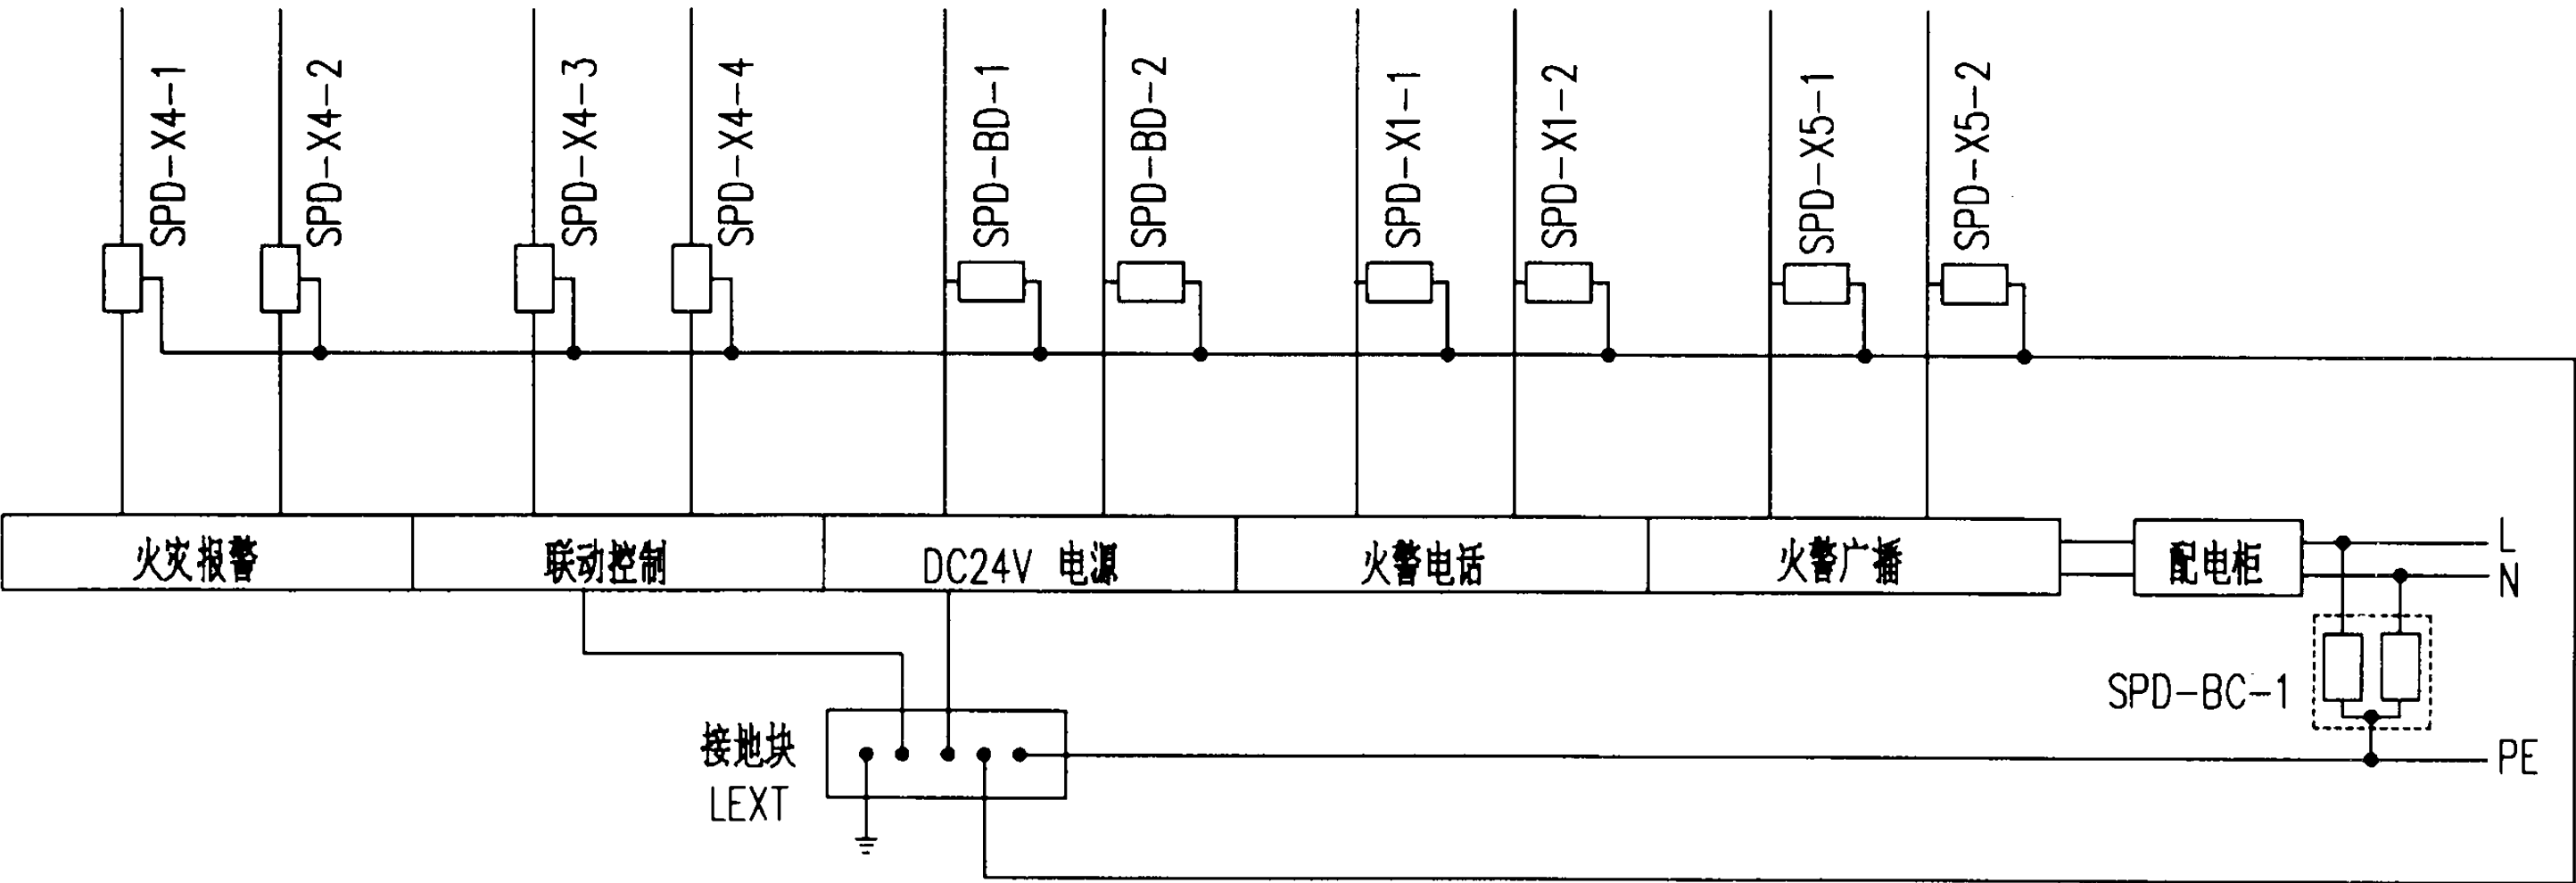 SPD-X4-1
SPD-X4-2
SPD-X4-3
SPD-X4-4
SPD-BD-1
SPD-BD-2
SPD-X1-1
SPD-X1-2
SPD-X5-1
SPD-X5-2
火灾报警
联动控制
DC24V 电源
火警电话
火警广播
配电柜
L
N
SPD-BC-1
接地块
LEXT
PE